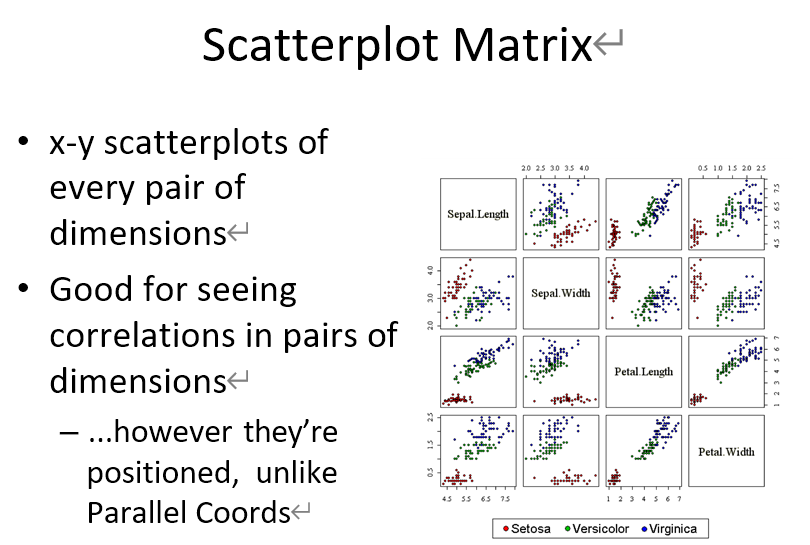 Scatterplot Matrix↵
• x-y scatterplots of
every pair of
dimensions↵
• Good for seeing
correlations in pairs of
dimensions↵
– ...however they’re
positioned, unlike
Parallel Coords↵
2.0 2.5 3.0 3.5 4.0
0.5 1.0 1.5 2.0 2.5
Sepal.Length
4.5 5.5 6.5 7.5
2.0 3.0 4.0
Sepal.Width
Petal.Length
1 2 3 4 5 6 7
0.5 1.5 2.5
Petal.Width
4.5 5.5 6.5 7.5
1 2 3 4 5 6 7
Setosa Versicolor Virginica